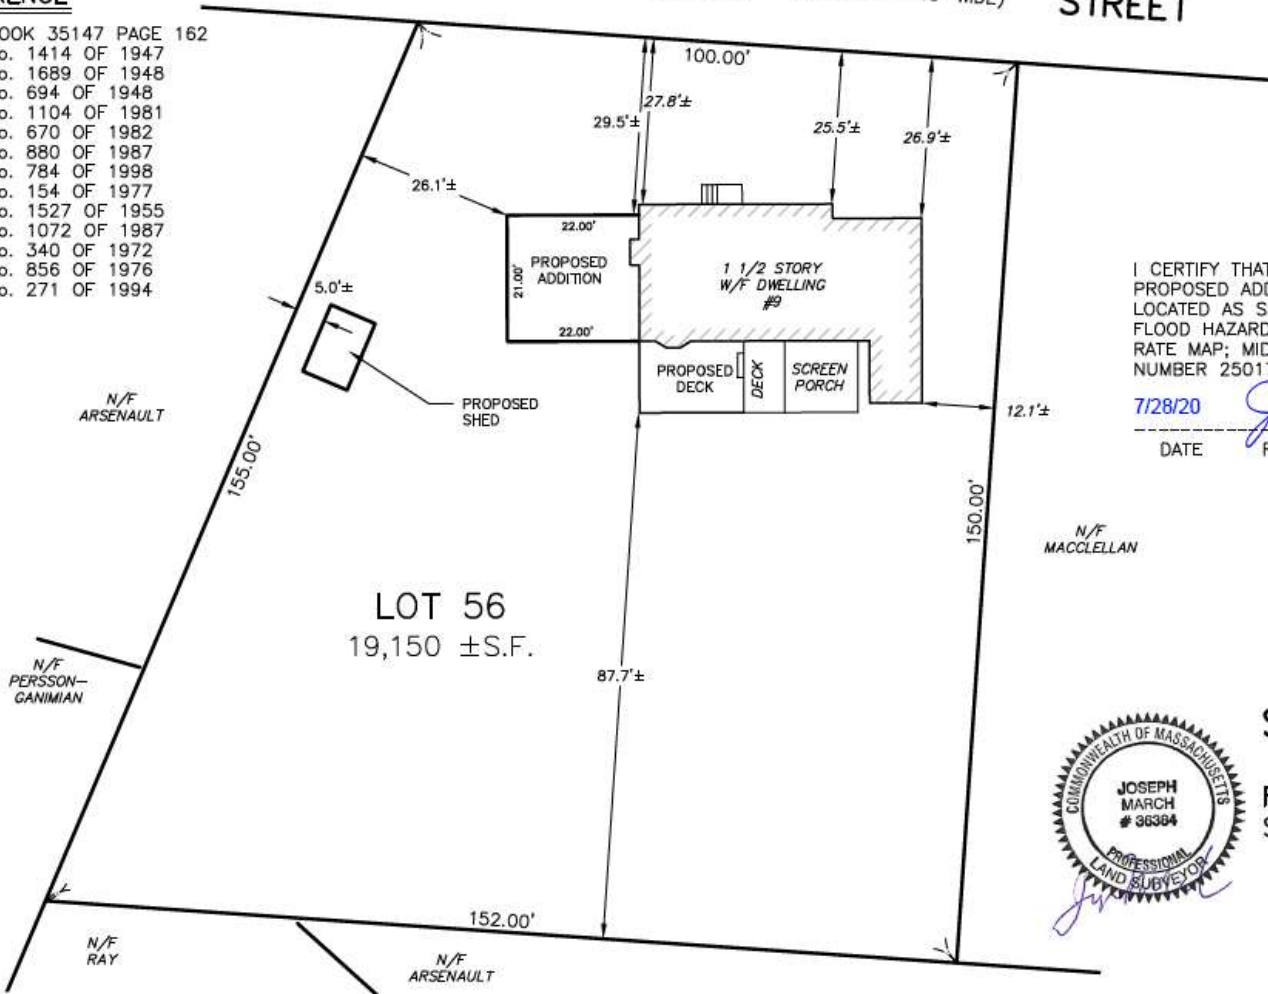 STREET
OOK 35147 PAGE 162
o. 1414 OF 1947
o. 1689 OF 1948
o. 694 OF 1948
o. 1104 OF 1981
o. 670 OF 1982
o. 880 OF 1987
o. 784 OF 1998
o. 154 OF 1977
o. 1527 OF 1955
o. 1072 OF 1987
o. 340 OF 1972
o. 856 OF 1976
o. 271 OF 1994
100.00'
27.8'±
29.5'±
25.5'±
26.9'±
26.1'±
22.00'
PROPOSED
ADDITION
21.00'
22.00'
1 1/2 STORY
W/F DWELLING
#9
5.0'±
PROPOSED
DECK
DECK
SCREEN
PORCH
PROPOSED
SHED
12.1'±
I CERTIFY THAT
PROPOSED ADD
LOCATED AS S
FLOOD HAZARD
RATE MAP; MID
NUMBER 25017
7/28/20
DATE
N/F
ARSENAULT
155.00'
150.00'
N/F
MACCLELLAN
LOT 56
19,150 ±S.F.
87.7'±
N/F
PERSSON-
GANIMIAN
152.00'
N/F
RAY
N/F
ARSENAULT
COMMONWEALTH OF MASSACHUSETTS
JOSEPH
MARCH
# 36384
PROFESSIONAL
LAND SURVEYOR